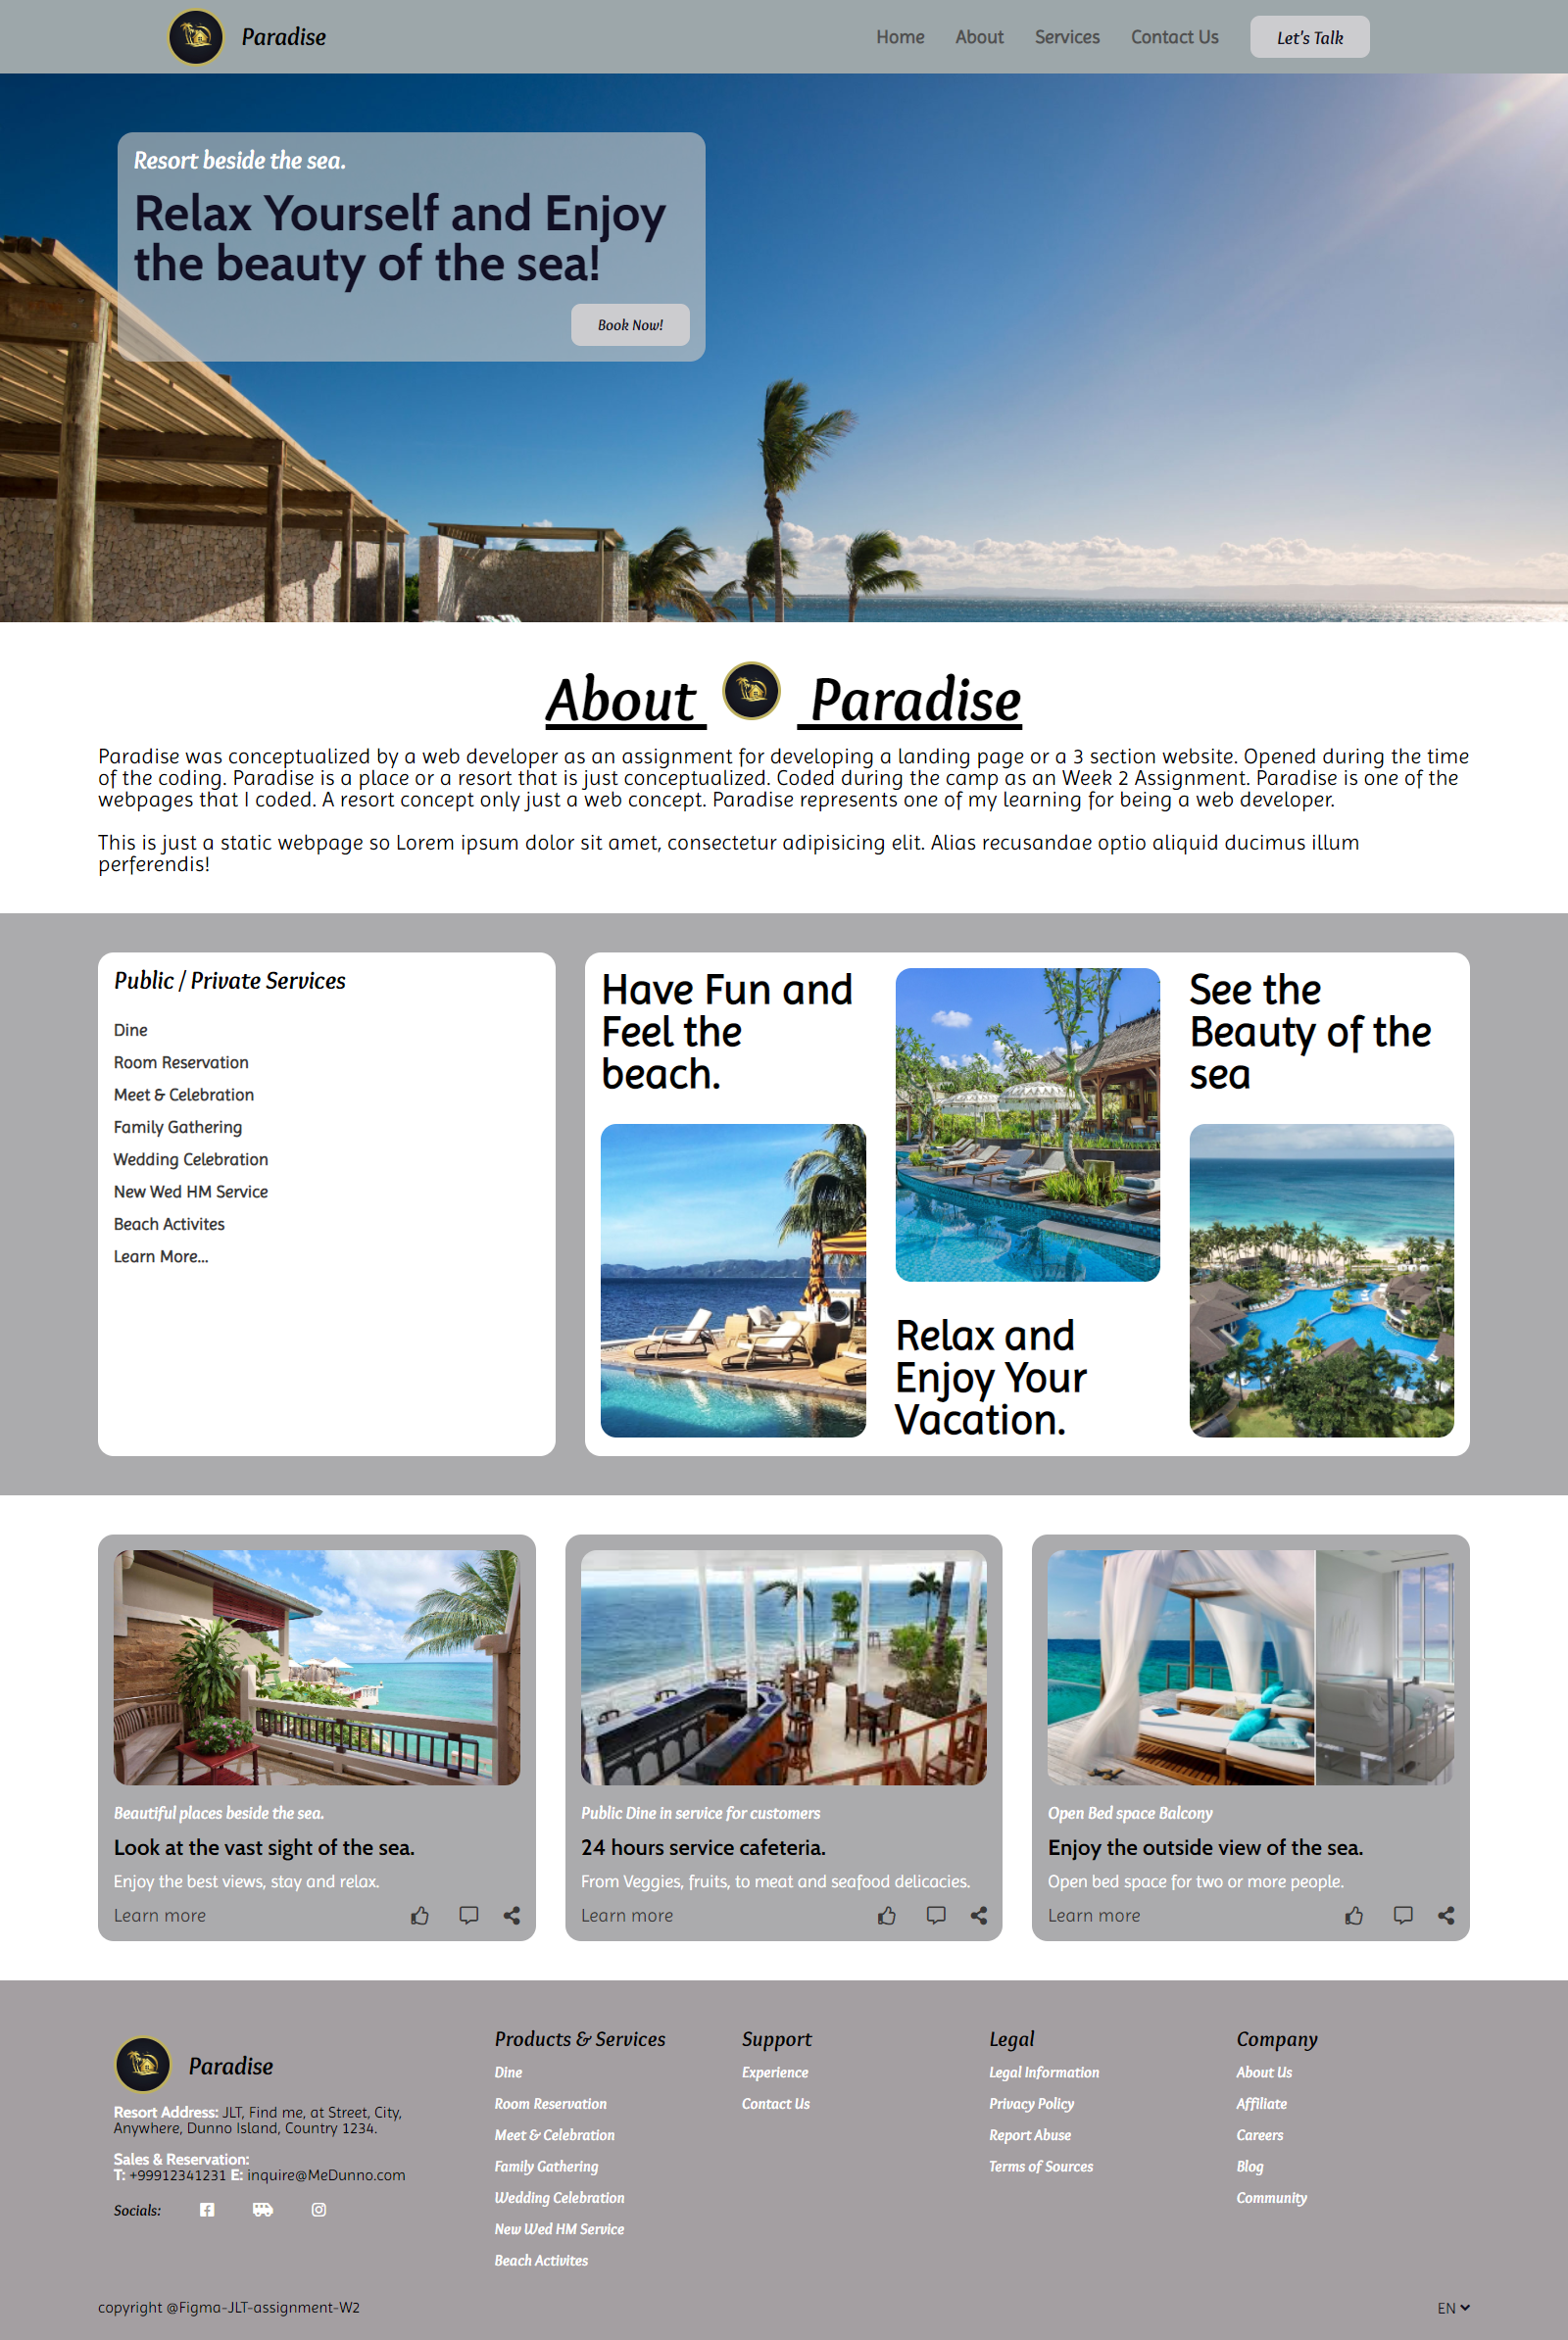 Paradise
Home About Services Contact Us Let's Talk
Resort beside the sea.
Relax Yourself and Enjoy
the beauty of the sea!
Book Now!
About Paradise
Paradise was conceptualized by a web developer as an assignment for developing a landing page or a 3 section website. Opened during the time
of the coding. Paradise is a place or a resort that is just conceptualized. Coded during the camp as an Week 2 Assignment. Paradise is one of the
webpages that I coded. A resort concept only just a web concept. Paradise represents one of my learning for being a web developer.
This is just a static webpage so Lorem ipsum dolor sit amet, consectetur adipisicing elit. Alias recusandae optio aliquid ducimus illum
perferendis!
Public / Private Services
Dine
Room Reservation
Meet & Celebration
Family Gathering
Wedding Celebration
New Wed HM Service
Beach Activites
Learn More...
Have Fun and
Feel the
beach.
Relax and
Enjoy Your
Vacation.
See the
Beauty of the
sea
Beautiful places beside the sea.
Look at the vast sight of the sea.
Enjoy the best views, stay and relax.
Learn more
Public Dine in service for customers
24 hours service cafeteria.
From Veggies, fruits, to meat and seafood delicacies.
Learn more
Open Bed space Balcony
Enjoy the outside view of the sea.
Open bed space for two or more people.
Learn more
Paradise
Resort Address: JLT, Find me, at Street, City,
Anywhere, Dunno Island, Country 1234.
Sales & Reservation:
T: +99912341231 E: inquire@MeDunno.com
Socials:
Products & Services
Dine
Room Reservation
Meet & Celebration
Family Gathering
Wedding Celebration
New Wed HM Service
Beach Activites
Support
Experience
Contact Us
Legal
Legal Information
Privacy Policy
Report Abuse
Terms of Sources
Company
About Us
Affiliate
Careers
Blog
Community
copyright @Figma-JLT-assignment-W2
EN